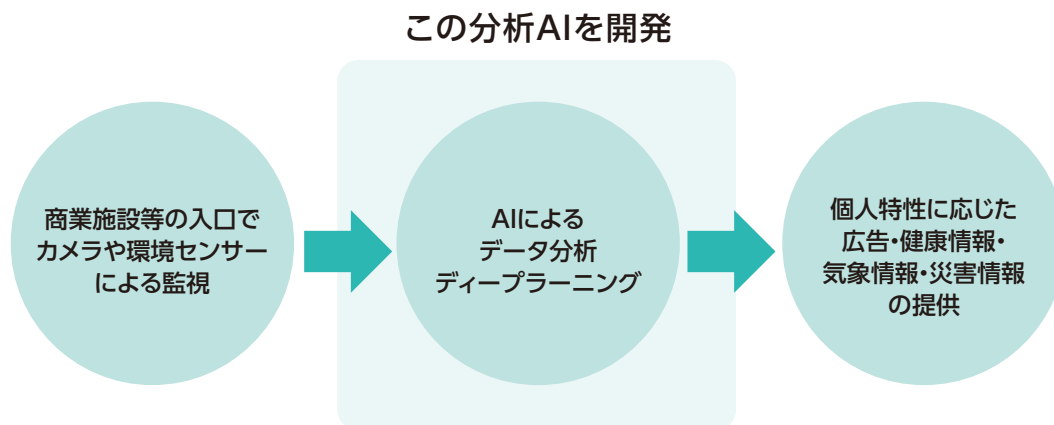 この分析AIを開発
商業施設等の入口で
カメラや環境センサー
による監視
AIによる
データ分析
ディープラーニング
個人特性に応じた
広告・健康情報・
気象情報・災害情報
の提供